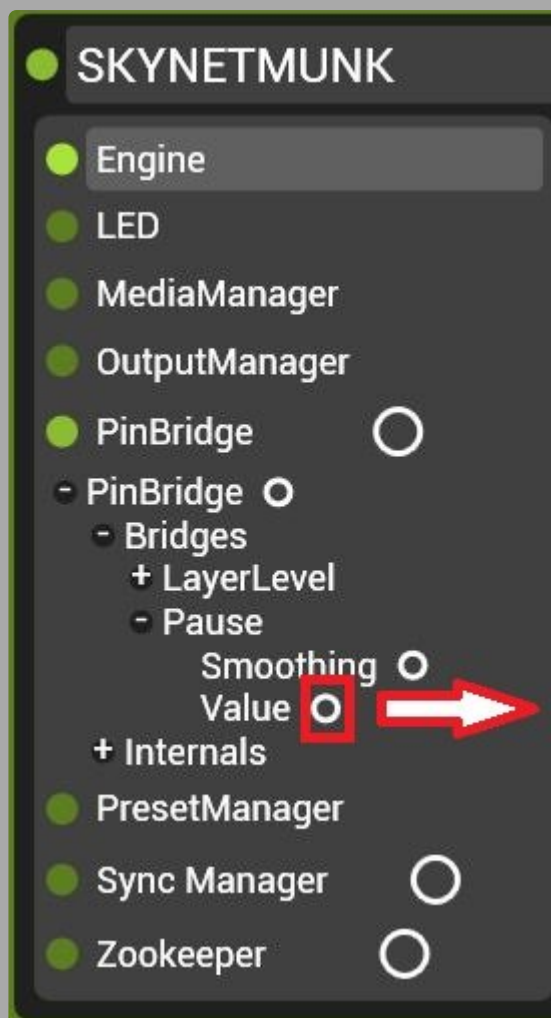 SKYNETMUNK
Engine
LED
MediaManager
OutputManager
PinBridge
PinBridge
Bridges
LayerLevel
Pause
Smoothing
Value
Internals
PresetManager
Sync Manager
Zookeeper